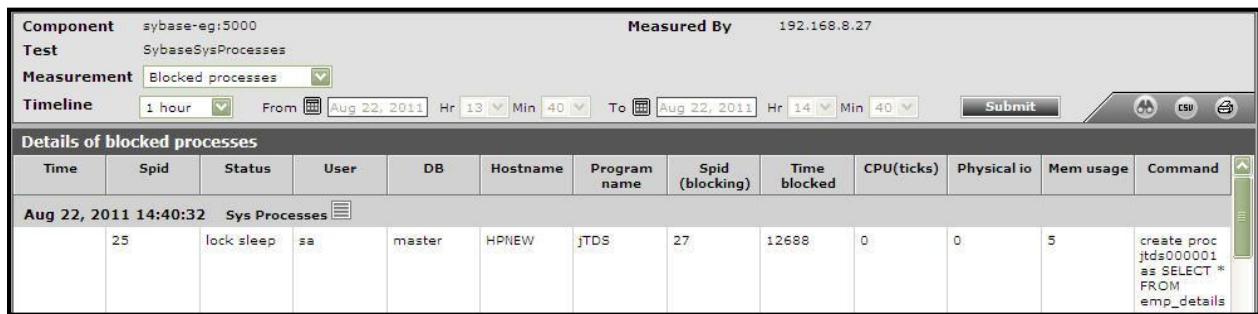 Component sybase-eg:5000 Measured By 192.168.8.27
Test SybaseSysProcesses
Measurement Blocked processes
Timeline 1 hour From Aug 22, 2011 Hr 13 Min 40 To Aug 22, 2011 Hr 14 Min 40 Submit CSV
Details of blocked processes
Time Spid Status User DB Hostname Program name Spid (blocking) Time blocked CPU(ticks) Physical io Mem usage Command
Aug 22, 2011 14:40:32 Sys Processes
25 lock sleep sa master HPNEW jTDS 27 12688 0 0 5 create proc
jtds000001
as SELECT *
FROM
emp_details